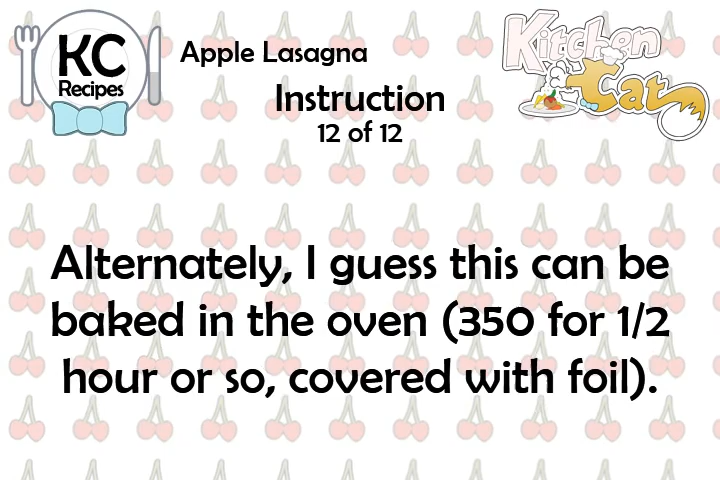 KC
Recipes
Apple Lasagna
Kitchen
Cat
Instruction
12 of 12
Alternately, I guess this can be
baked in the oven (350 for 1/2
hour or so, covered with foil).